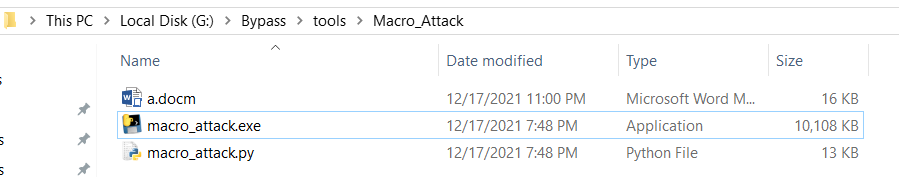 This PC > Local Disk (G:) > Bypass > tools > Macro_Attack
Name Date modified Type Size
a.docm 12/17/2021 11:00 PM Microsoft Word M... 16 KB
macro_attack.exe 12/17/2021 7:48 PM Application 10,108 KB
macro_attack.py 12/17/2021 7:48 PM Python File 13 KB